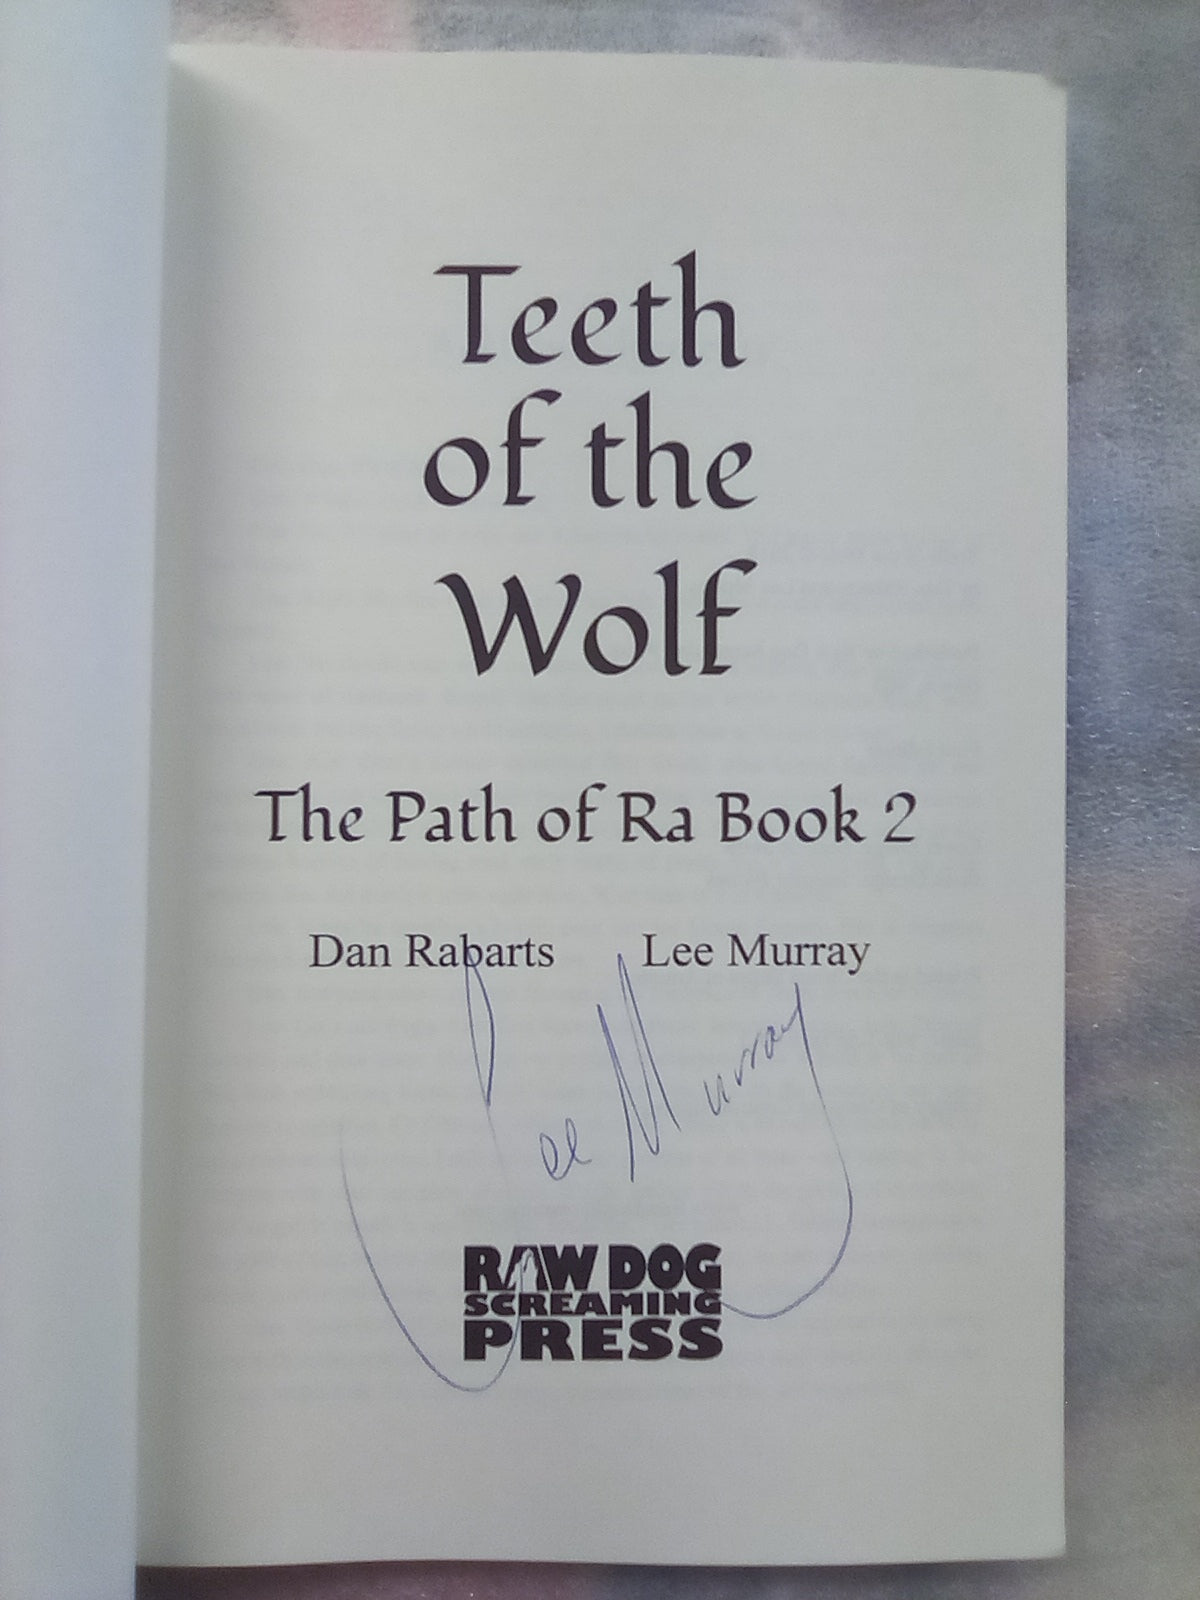 Teeth
of the
Wolf
The Path of Ra Book 2
Dan Rabarts Lee Murray
Lee Murray
RAW DOG
SCREAMING
PRESS